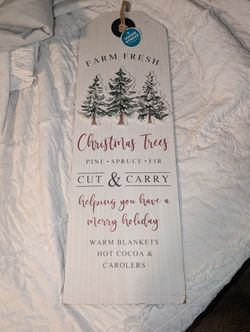 FARM FRESH
Christmas Trees
PINE • SPRUCE • FIR
CUT & CARRY
helping you have a
merry holiday
WARM BLANKETS
HOT COCOA &
CAROLERS